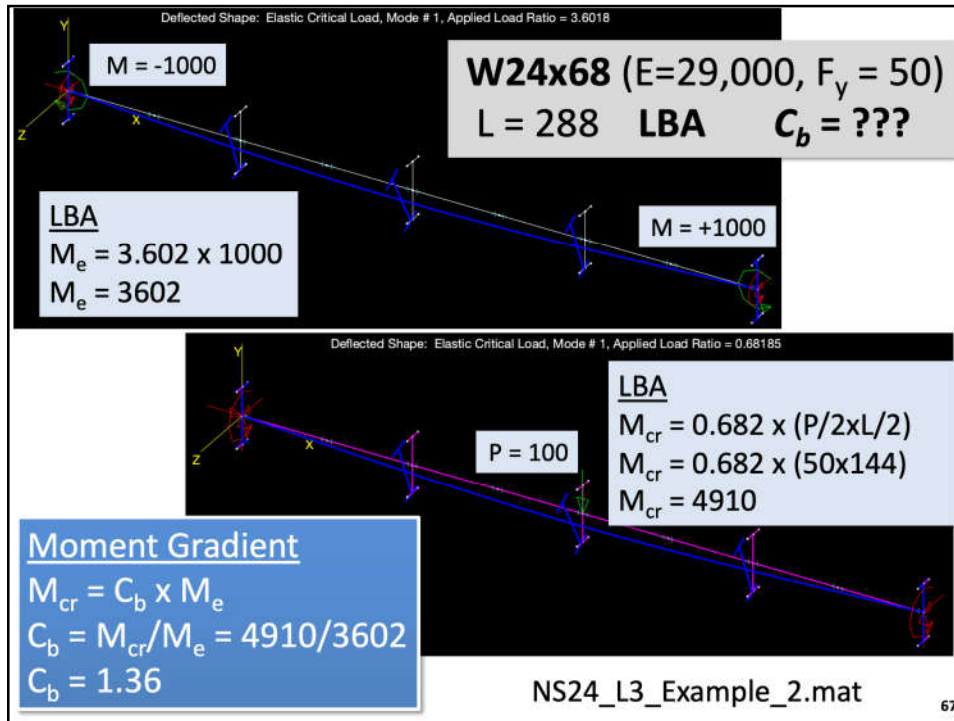 Deflected Shape: Elastic Critical Load, Mode # 1, Applied Load Ratio = 3.6018
Y
M = -1000
Z
X
W24x68 (E=29,000, Fy = 50)
L = 288 LBA Cb = ???
LBA
Me = 3.602 x 1000
Me = 3602
M = +1000
Deflected Shape: Elastic Critical Load, Mode # 1, Applied Load Ratio = 0.68185
Y
Z
X
P = 100
LBA
Mcr = 0.682 x (P/2xL/2)
Mcr = 0.682 x (50x144)
Mcr = 4910
Moment Gradient
Mcr = Cb x Me
Cb = Mcr/Me = 4910/3602
Cb = 1.36
NS24_L3_Example_2.mat
67